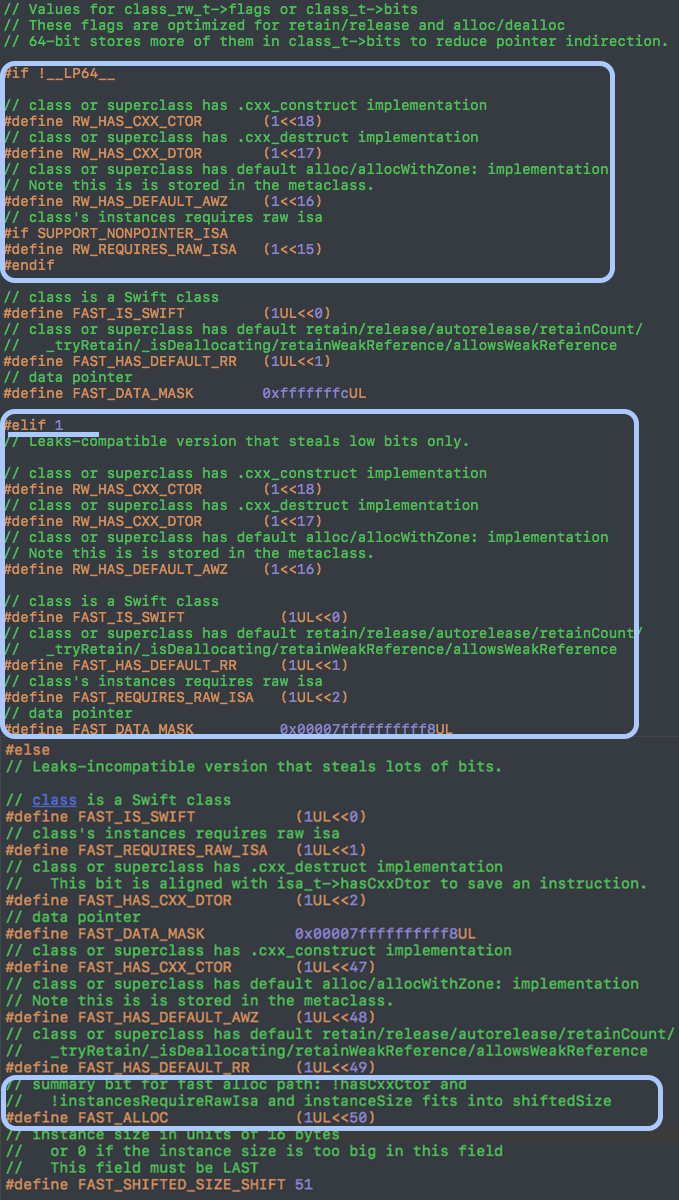 // Values for class_rw_t->flags or class_t->bits
// These flags are optimized for retain/release and alloc/dealloc
// 64-bit stores more of them in class_t->bits to reduce pointer indirection.
#if !__LP64__
// class or superclass has .cxx_construct implementation
#define RW_HAS_CXX_CTOR       (1<<18)
// class or superclass has .cxx_destruct implementation
#define RW_HAS_CXX_DTOR       (1<<17)
// class or superclass has default alloc/allocWithZone: implementation
// Note this is is stored in the metaclass.
#define RW_HAS_DEFAULT_AWZ    (1<<16)
// class's instances requires raw isa
#if SUPPORT_NONPOINTER_ISA
#define RW_REQUIRES_RAW_ISA   (1<<15)
#endif
// class is a Swift class
#define FAST_IS_SWIFT         (1UL<<0)
// class or superclass has default retain/release/autorelease/retainCount/
//   _tryRetain/_isDeallocating/retainWeakReference/allowsWeakReference
#define FAST_HAS_DEFAULT_RR   (1UL<<1)
// data pointer
#define FAST_DATA_MASK        0xfffffffcUL
#elif 1
// Leaks-compatible version that steals low bits only.
// class or superclass has .cxx_construct implementation
#define RW_HAS_CXX_CTOR       (1<<18)
// class or superclass has .cxx_destruct implementation
#define RW_HAS_CXX_DTOR       (1<<17)
// class or superclass has default alloc/allocWithZone: implementation
// Note this is is stored in the metaclass.
#define RW_HAS_DEFAULT_AWZ    (1<<16)
// class is a Swift class
#define FAST_IS_SWIFT           (1UL<<0)
// class or superclass has default retain/release/autorelease/retainCount/
//   _tryRetain/_isDeallocating/retainWeakReference/allowsWeakReference
#define FAST_HAS_DEFAULT_RR     (1UL<<1)
// class's instances requires raw isa
#define FAST_REQUIRES_RAW_ISA   (1UL<<2)
// data pointer
#define FAST_DATA_MASK          0x00007ffffffffff8UL
#else
// Leaks-incompatible version that steals lots of bits.
// class is a Swift class
#define FAST_IS_SWIFT           (1UL<<0)
// class's instances requires raw isa
#define FAST_REQUIRES_RAW_ISA   (1UL<<1)
// class or superclass has .cxx_destruct implementation
//   This bit is aligned with isa_t->hasCxxDtor to save an instruction.
#define FAST_HAS_CXX_DTOR       (1UL<<2)
// data pointer
#define FAST_DATA_MASK          0x00007ffffffffff8UL
// class or superclass has .cxx_construct implementation
#define FAST_HAS_CXX_CTOR       (1UL<<47)
// class or superclass has default alloc/allocWithZone: implementation
// Note this is is stored in the metaclass.
#define FAST_HAS_DEFAULT_AWZ    (1UL<<48)
// class or superclass has default retain/release/autorelease/retainCount/
//   _tryRetain/_isDeallocating/retainWeakReference/allowsWeakReference
#define FAST_HAS_DEFAULT_RR     (1UL<<49)
// summary bit for fast alloc path: !hasCxxCtor and
//   !instancesRequireRawIsa and instanceSize fits into shiftedSize
#define FAST_ALLOC              (1UL<<50)
// instance size in units of 16 bytes
//   or 0 if the instance size is too big in this field
//   This field must be LAST
#define FAST_SHIFTED_SIZE_SHIFT 51